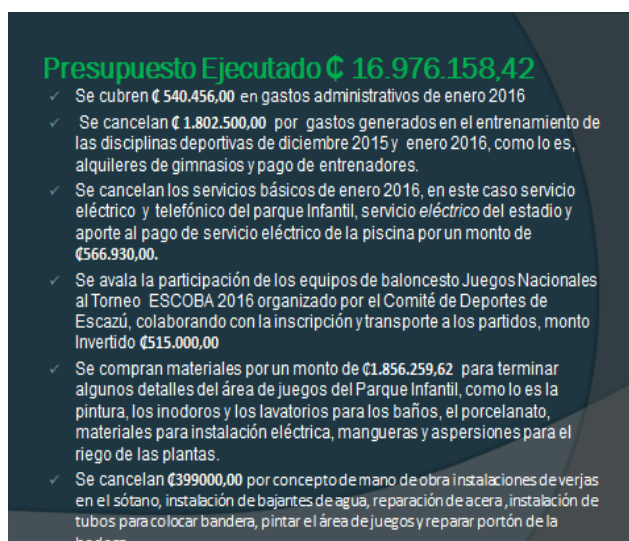 Presupuesto Ejecutado ₡ 16.976.158,42
✓ Se cubren ₡ 540.456,00 en gastos administrativos de enero 2016
✓ Se cancelan ₡ 1.802.500,00 por gastos generados en el entrenamiento de
las disciplinas deportivas de diciembre 2015 y enero 2016, como lo es,
alquileres de gimnasios y pago de entrenadores.
✓ Se cancelan los servicios básicos de enero 2016, en este caso servicio
eléctrico y telefónico del parque Infantil, servicio eléctrico del estadio y
aporte al pago de servicio eléctrico de la piscina por un monto de
₡566.930,00.
✓ Se avala la participación de los equipos de baloncesto Juegos Nacionales
al Torneo ESCOBA 2016 organizado por el Comité de Deportes de
Escazú, colaborando con la inscripción y transporte a los partidos, monto
Invertido ₡515.000,00
✓ Se compran materiales por un monto de ₡1.856.259,62 para terminar
algunos detalles del área de juegos del Parque Infantil, como lo es la
pintura, los inodoros y los lavatorios para los baños, el porcelanato,
materiales para instalación eléctrica, mangueras y aspersiones para el
riego de las plantas.
✓ Se cancelan ₡399000,00 por concepto de mano de obra instalaciones de verjas
en el sótano, instalación de bajantes de agua, reparación de acera ,instalación de
tubos para colocar bandera, pintar el área de juegos y reparar portón de la